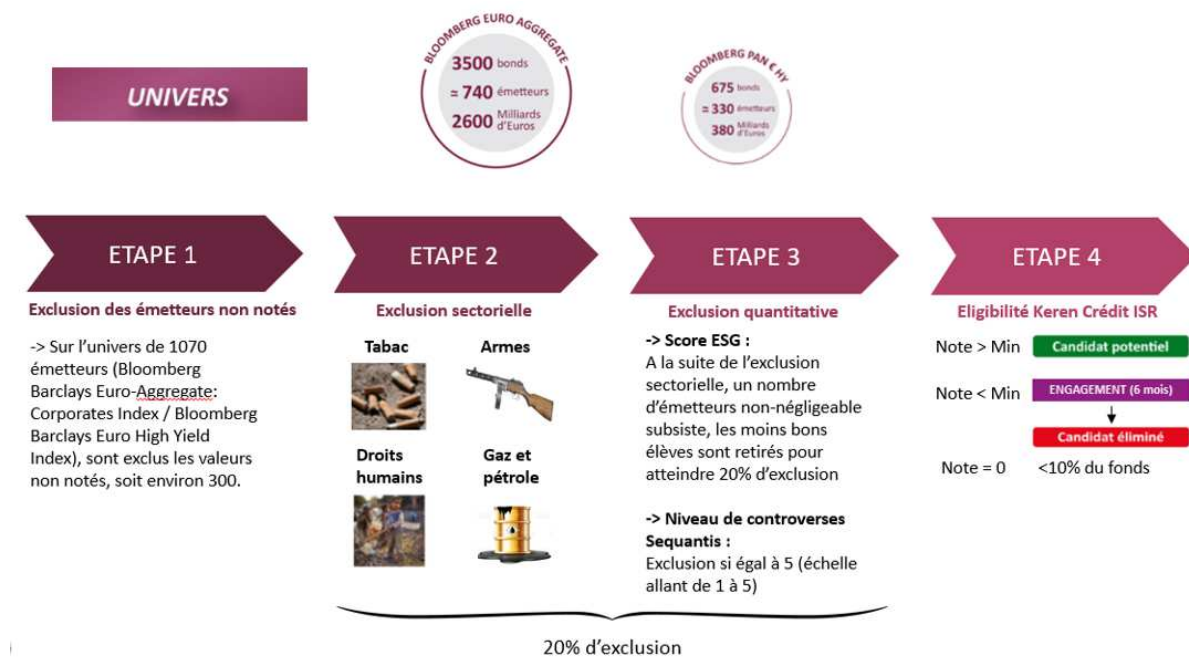 UNIVERS
BLOOMBERG EURO AGGREGATE
3500 bonds
= 740 émetteurs
2600 Milliards d'Euros
BLOOMBERG PAN € HY
675 bonds
= 330 émetteurs
380 Milliards d'Euros
ETAPE 1
Exclusion des émetteurs non notés
-> Sur l'univers de 1070
émetteurs (Bloomberg
Barclays Euro-Aggregate:
Corporates Index / Bloomberg
Barclays Euro High Yield
Index), sont exclus les valeurs
non notés, soit environ 300.
ETAPE 2
Exclusion sectorielle
Tabac
Armes
Droits
humains
Gaz et
pétrole
ETAPE 3
Exclusion quantitative
-> Score ESG :
A la suite de l'exclusion
sectorielle, un nombre
d'émetteurs non-négligeable
subsiste, les moins bons
élèves sont retirés pour
atteindre 20% d'exclusion
-> Niveau de controverses
Sequantis :
Exclusion si égal à 5 (échelle
allant de 1 à 5)
ETAPE 4
Eligibilité Keren Crédit ISR
Note > Min
Candidat potentiel
Note < Min
ENGAGEMENT (6 mois)
Candidat éliminé
Note = 0
<10% du fonds
20% d'exclusion